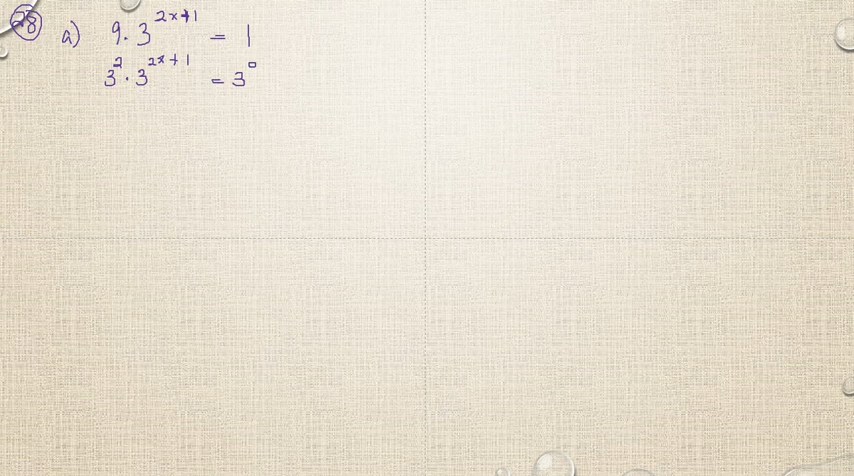 28 a) 9 · 3^{2x+1} = 1
3^2 · 3^{2x+1} = 3^0